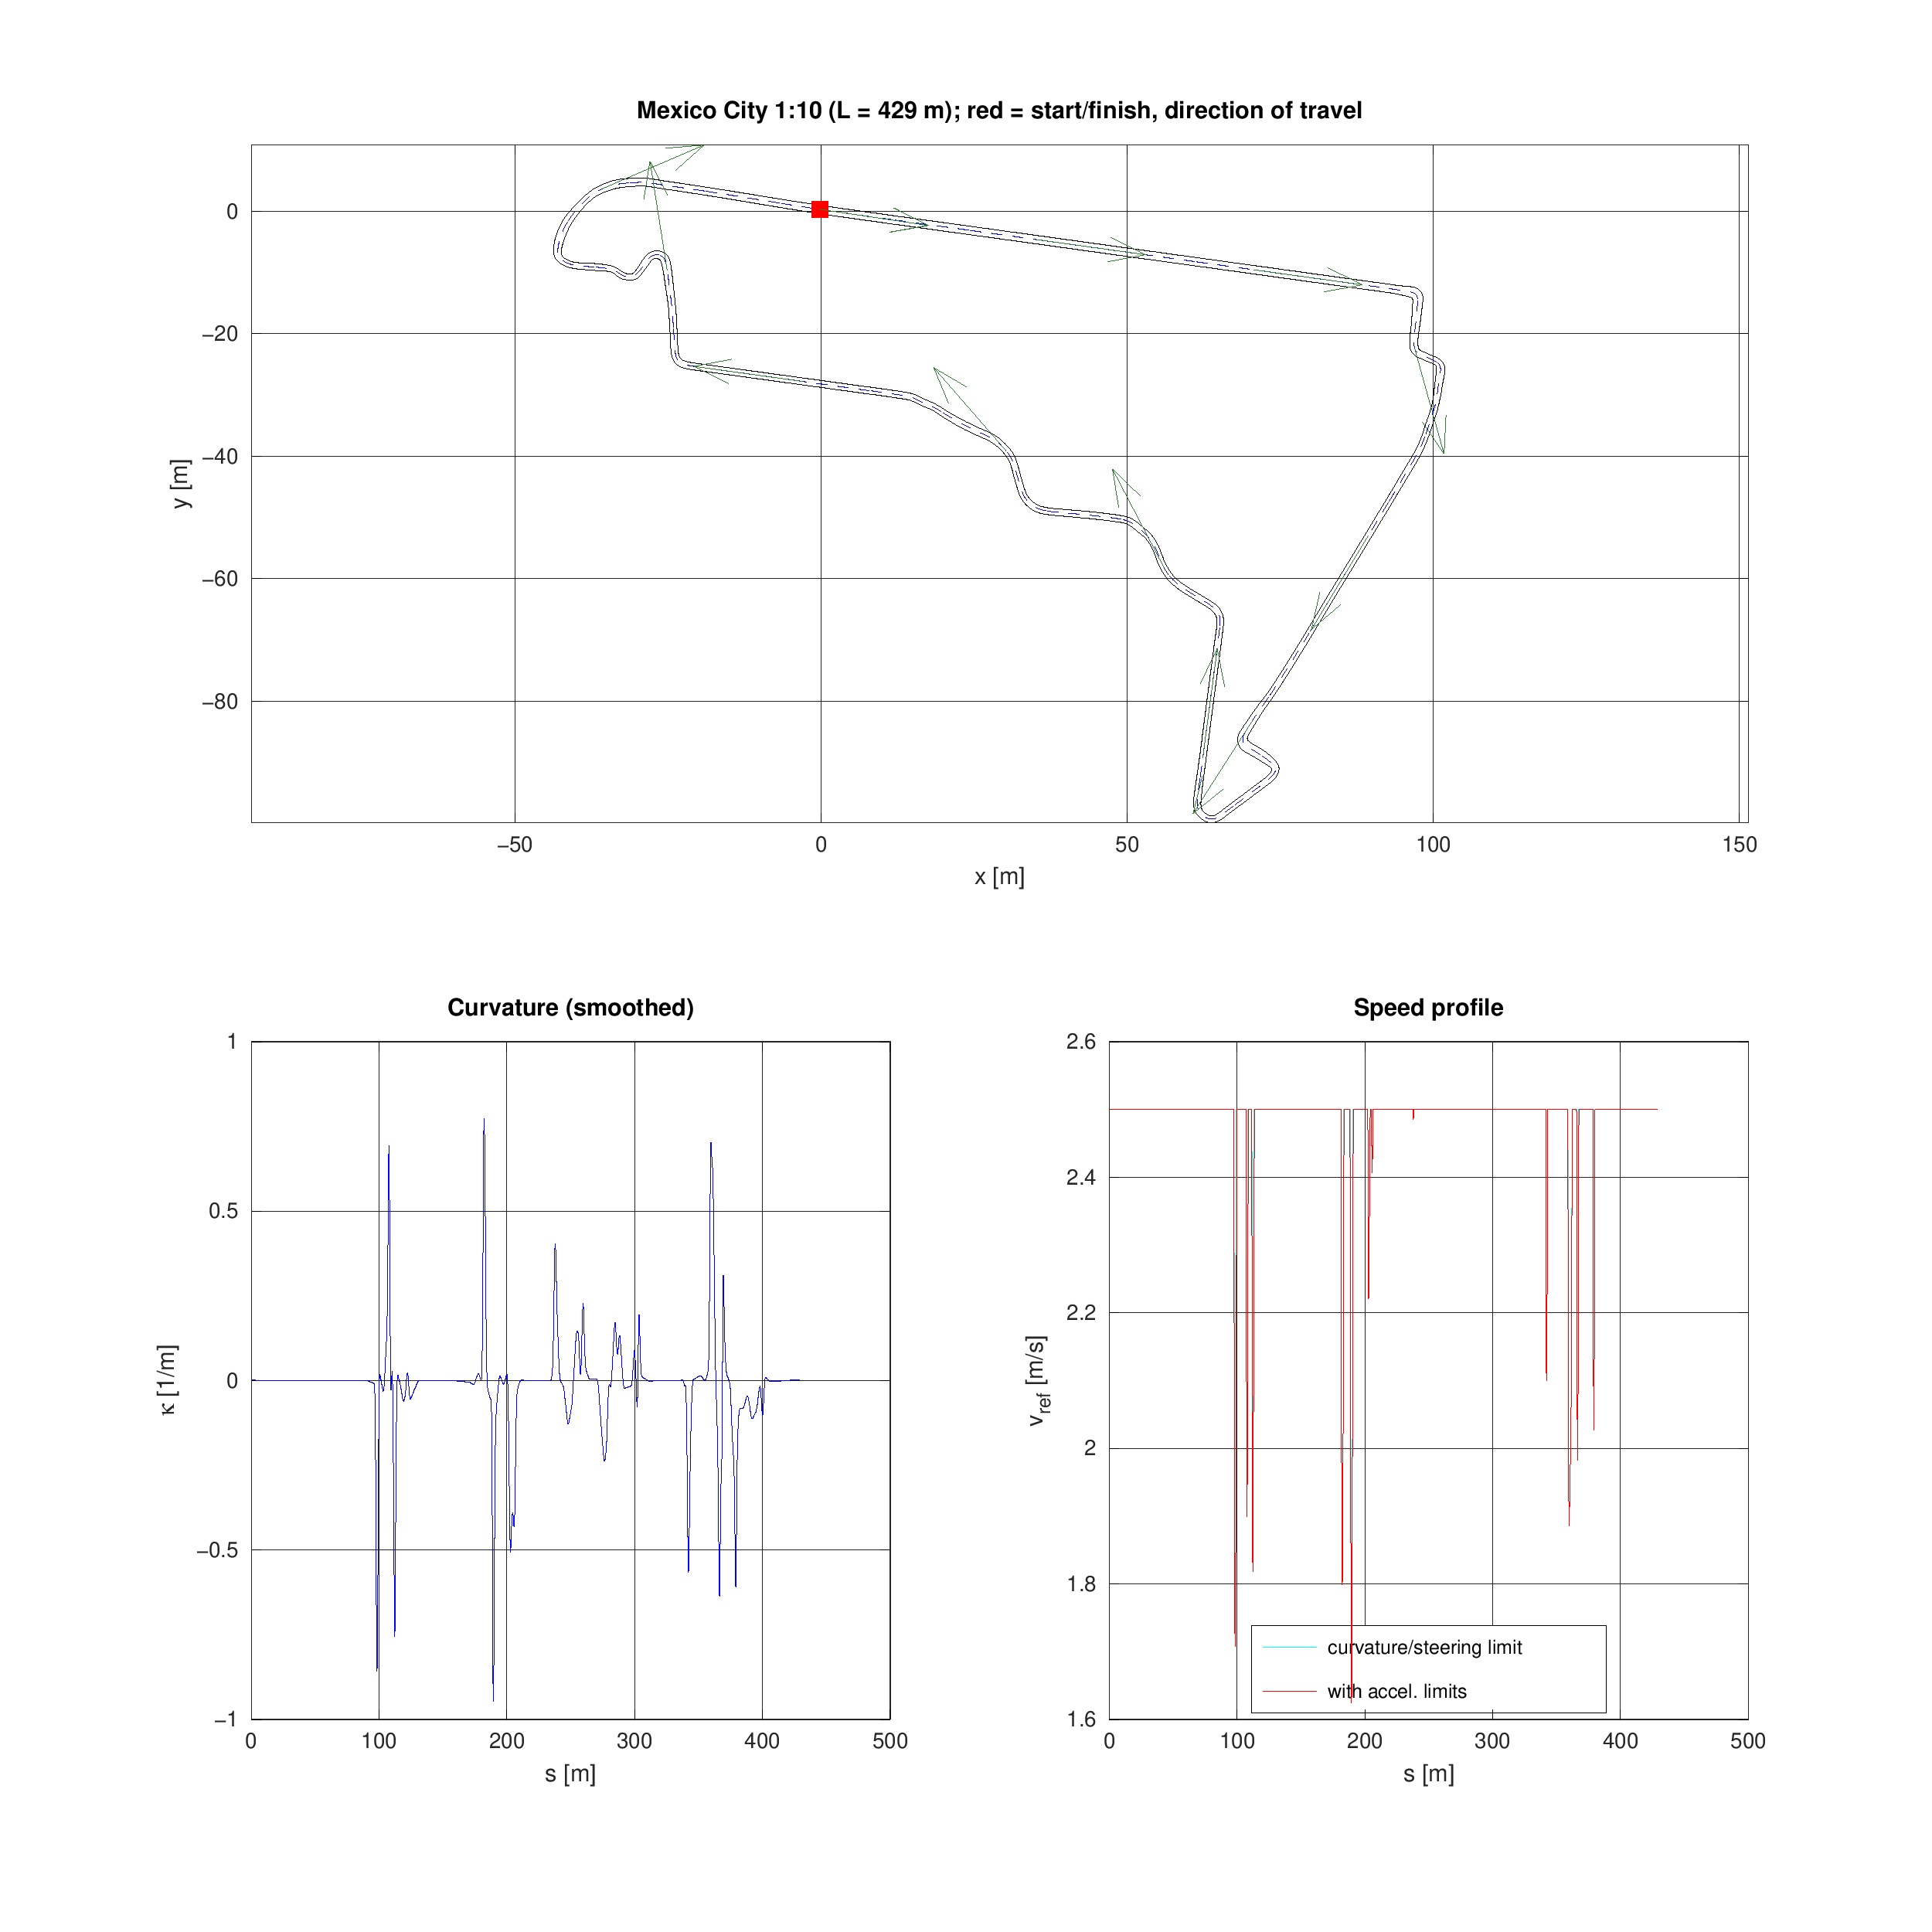 Mexico City 1:10 (L = 429 m); red = start/finish, direction of travel
0
−20
−40
−60
−80
y [m]
−50 0 50 100 150
x [m]
Curvature (smoothed)
1
0.5
0
−0.5
−1
κ [1/m]
0 100 200 300 400 500
s [m]
Speed profile
2.6
2.4
2.2
2
1.8
1.6
v_ref [m/s]
curvature/steering limit
with accel. limits
0 100 200 300 400 500
s [m]